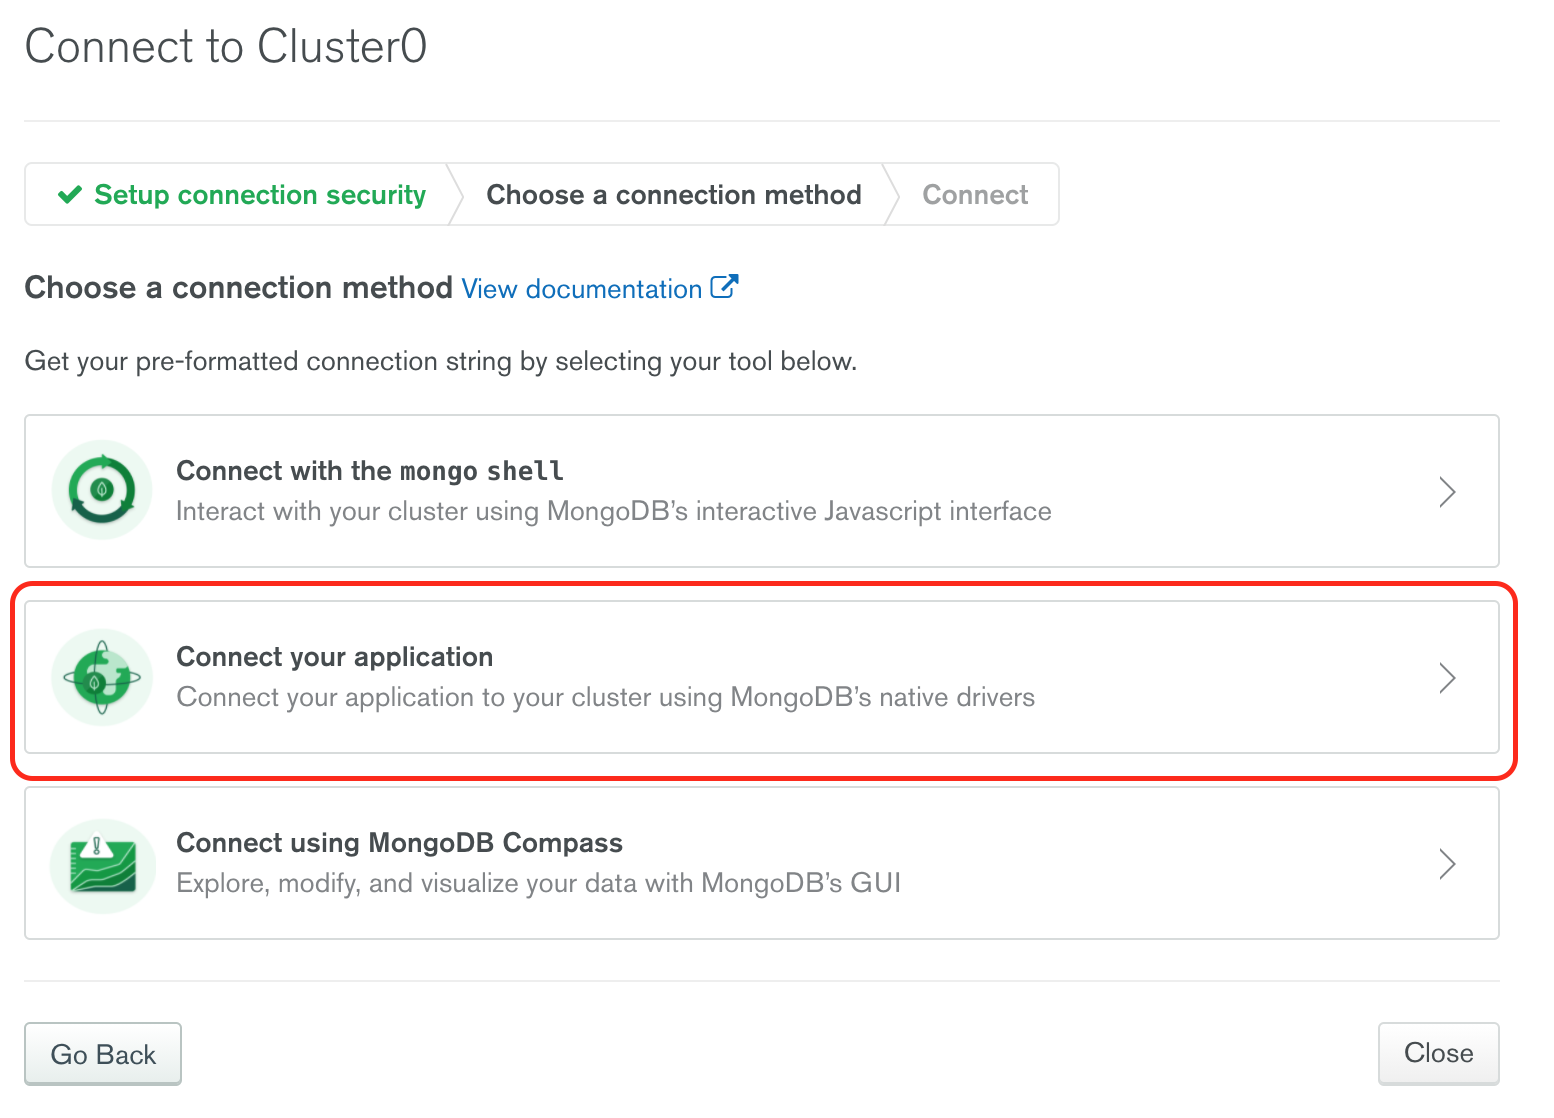 Connect to Cluster0
Setup connection security
Choose a connection method
Connect
Choose a connection method View documentation
Get your pre-formatted connection string by selecting your tool below.
Connect with the mongo shell
Interact with your cluster using MongoDB’s interactive Javascript interface
Connect your application
Connect your application to your cluster using MongoDB’s native drivers
Connect using MongoDB Compass
Explore, modify, and visualize your data with MongoDB’s GUI
Go Back
Close